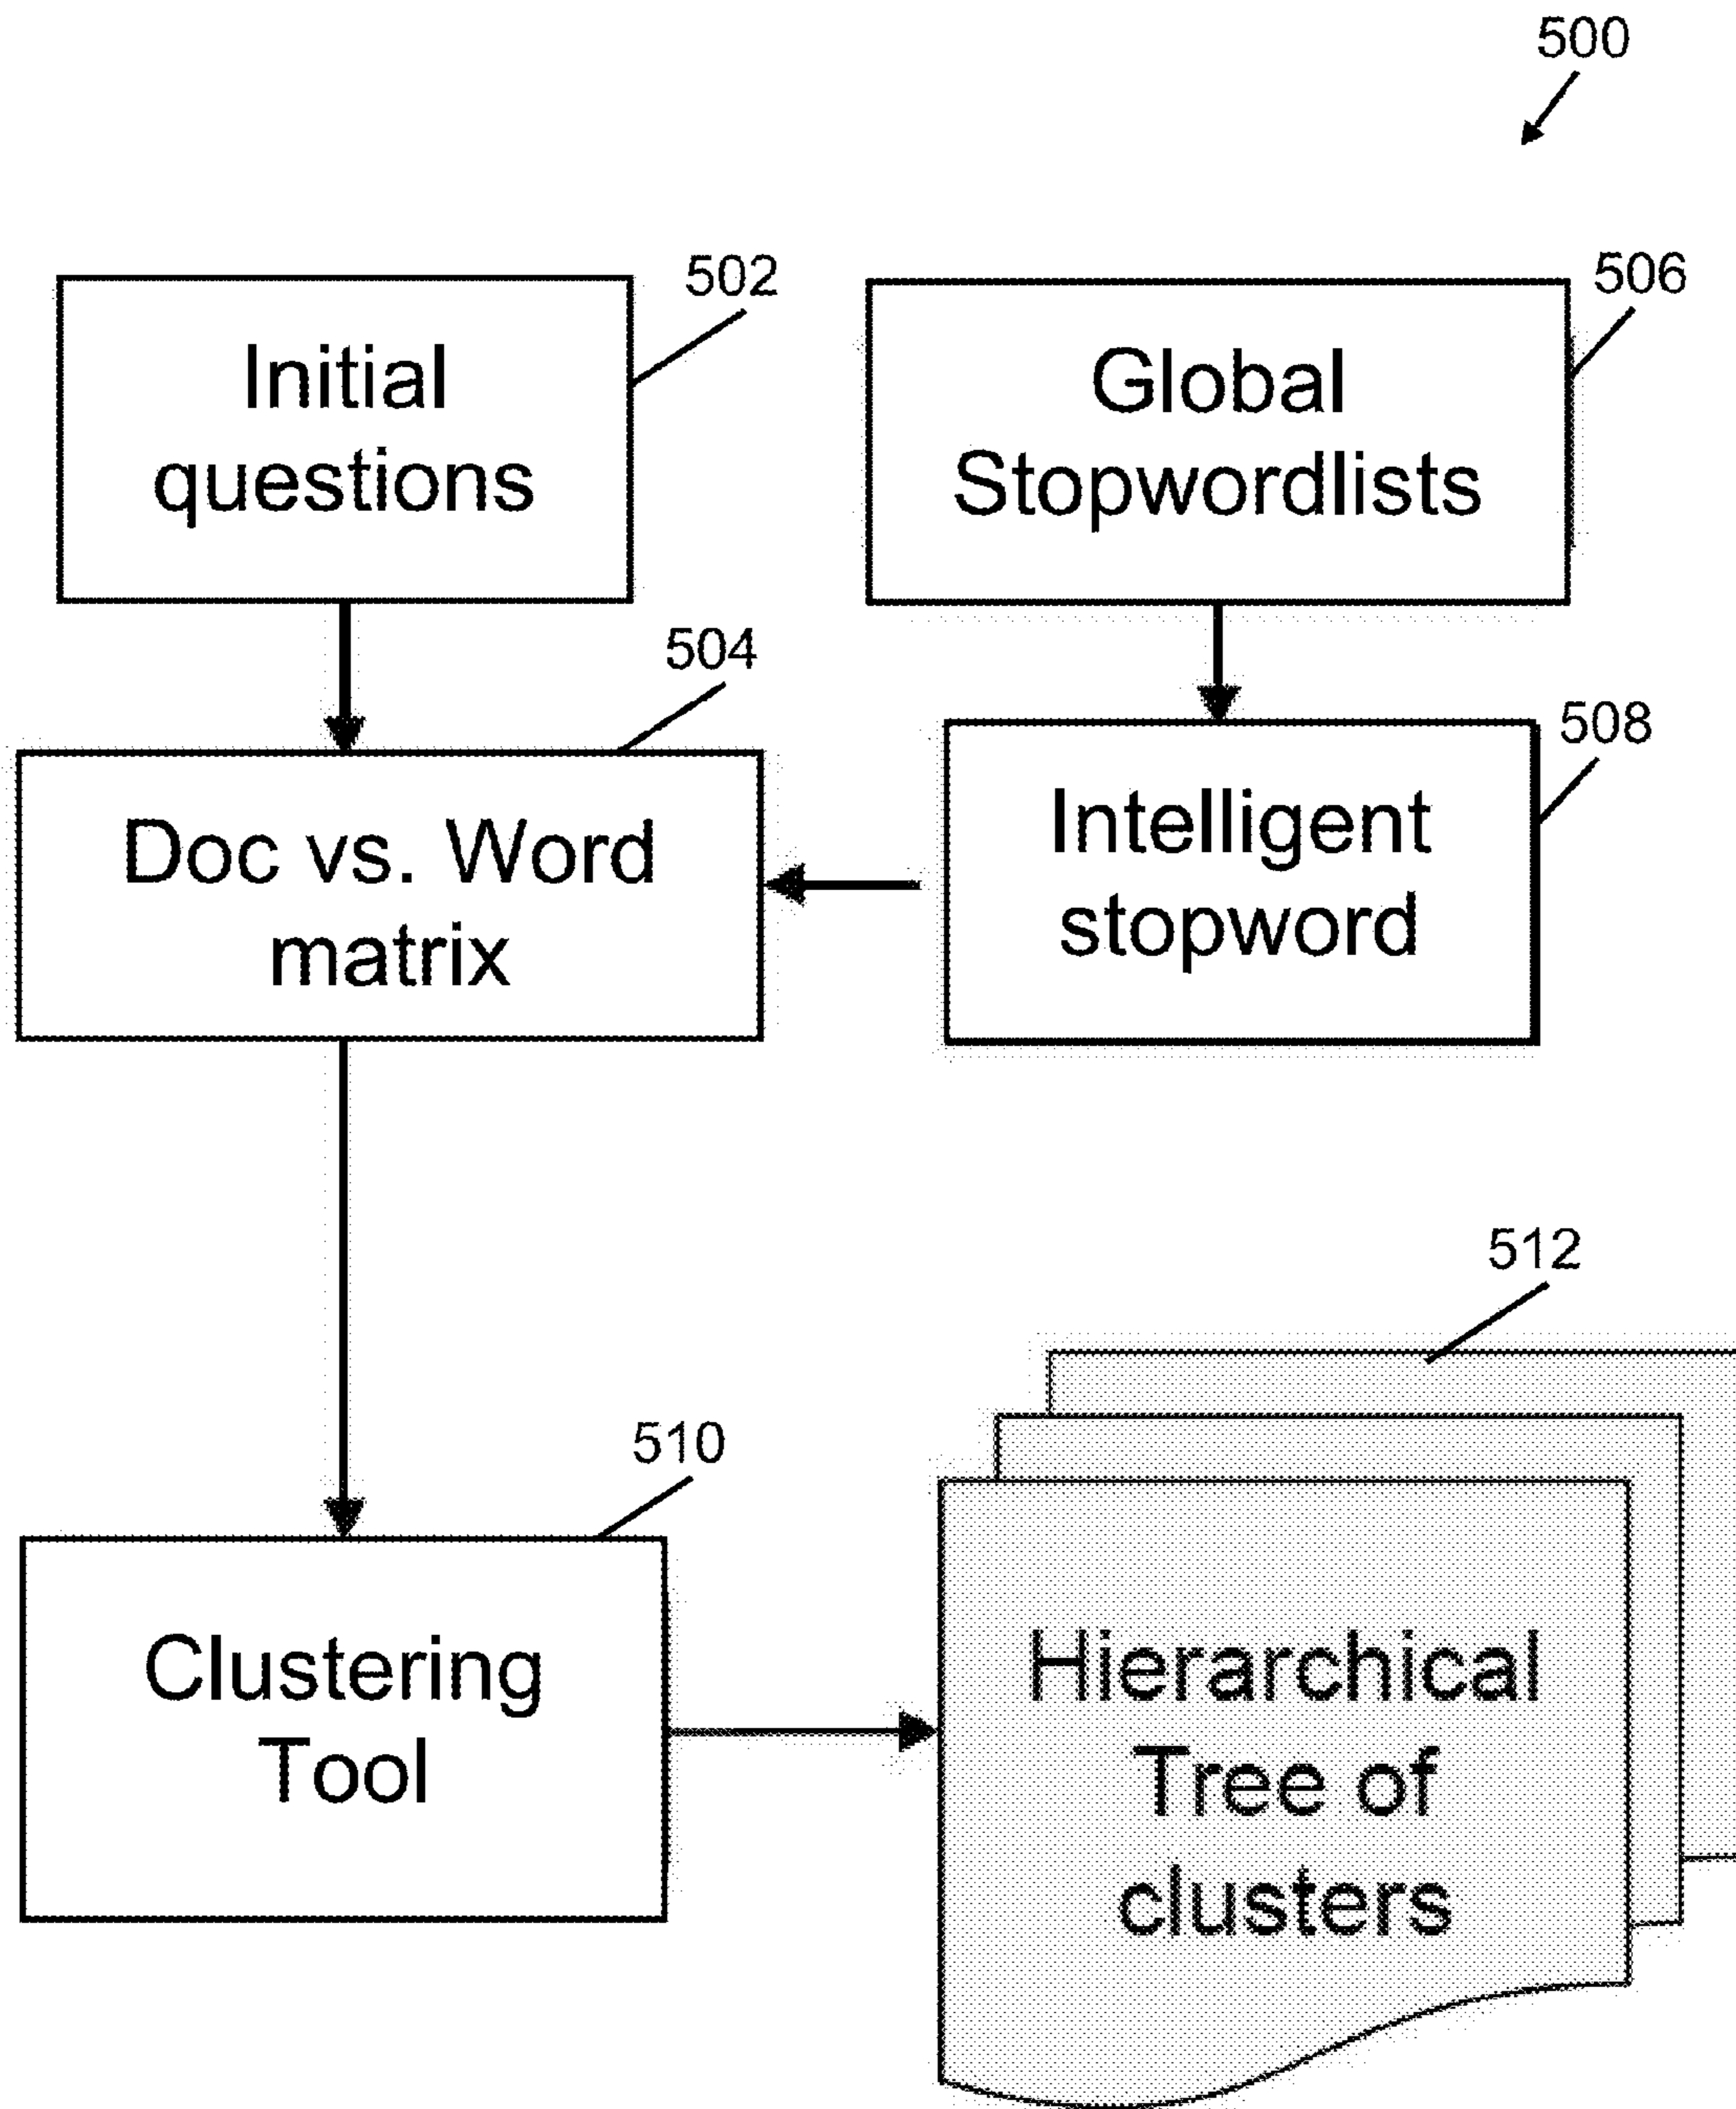 500
502
Initial
questions
506
Global
Stopwordlists
504
Doc vs. Word
matrix
508
Intelligent
stopword
510
Clustering
Tool
512
Hierarchical
Tree of
clusters